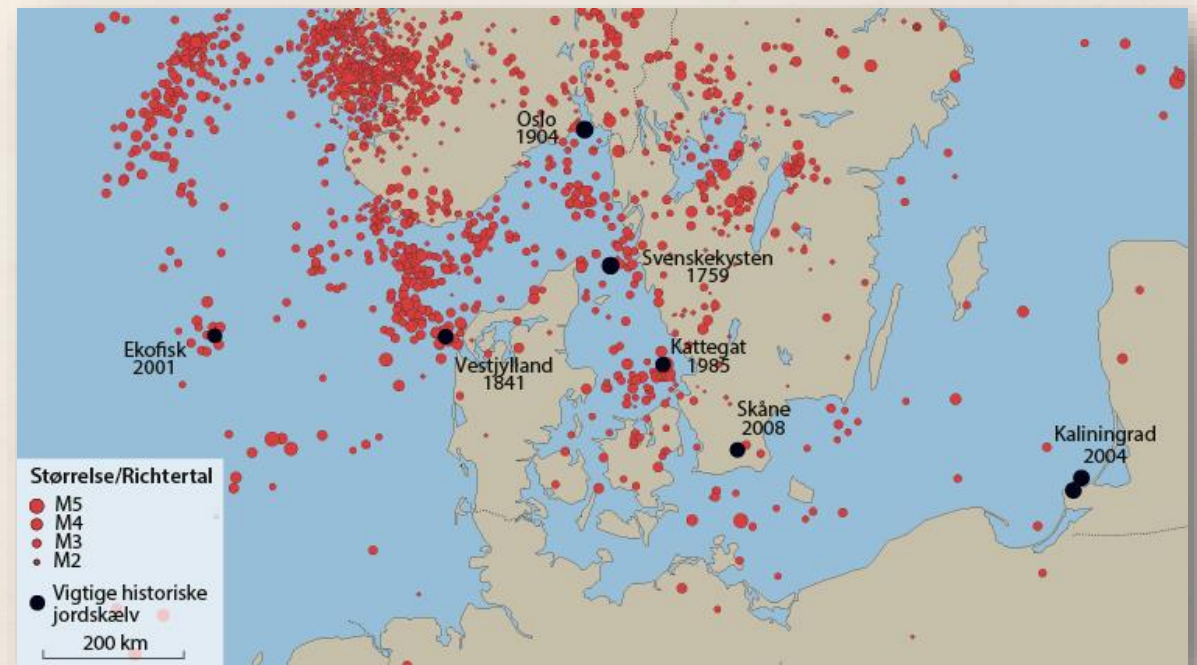 Oslo
1904
Svenskekysten
1759
Ekofisk
2001
Vestjylland
1841
Kattegat
1985
Skåne
2008
Kaliningrad
2004
Størrelse/Richtertal
M5
M4
M3
M2
Vigtige historiske
jordskælv
200 km